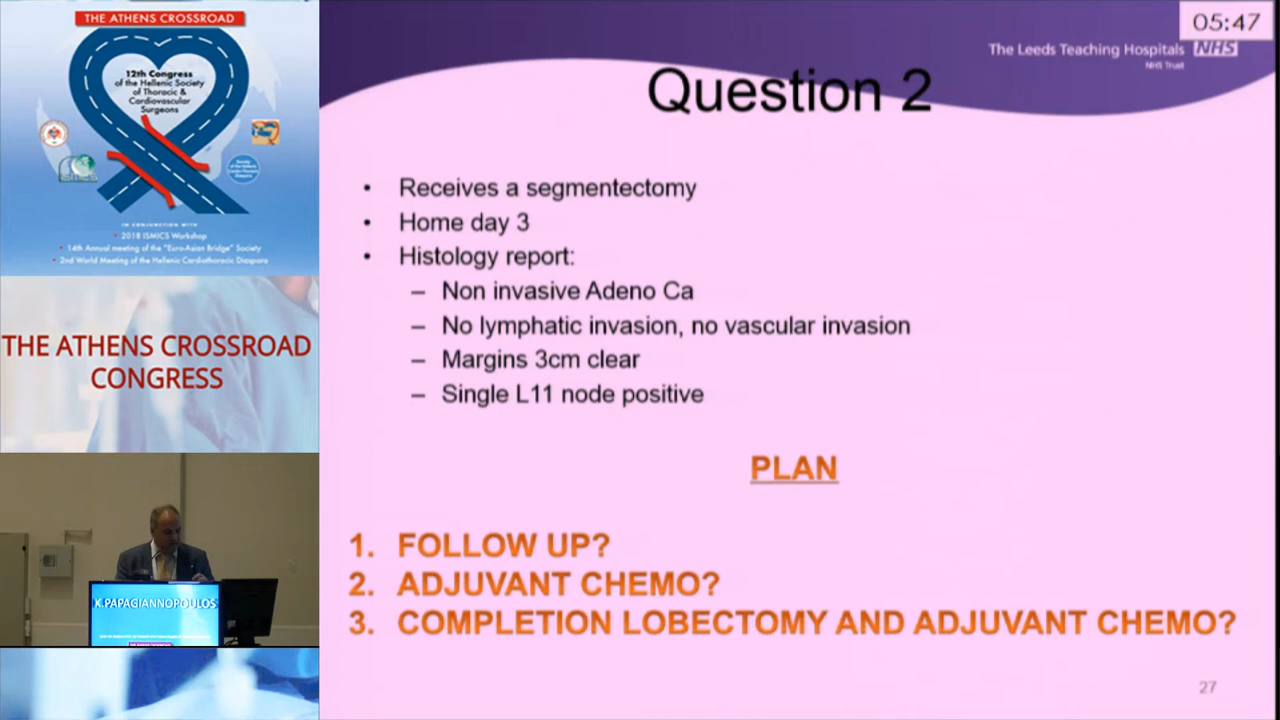 THE ATHENS CROSSROAD
12th Congress
of the Hellenic Society
of Thoracic &
Cardiovascular
Surgeons
IN CONJUNCTION WITH
• 2018 ISMICS Workshop
• 14th Annual meeting of the "Euro-Asian Bridge" Society
• 2nd World Meeting of the Hellenic Cardiothoracic Diaspora
THE ATHENS CROSSROAD
CONGRESS
K.PAPAGIANNOPOULOS
05:47
The Leeds Teaching Hospitals NHS
NHS Trust
Question 2
• Receives a segmentectomy
• Home day 3
• Histology report:
– Non invasive Adeno Ca
– No lymphatic invasion, no vascular invasion
– Margins 3cm clear
– Single L11 node positive
PLAN
1. FOLLOW UP?
2. ADJUVANT CHEMO?
3. COMPLETION LOBECTOMY AND ADJUVANT CHEMO?
27